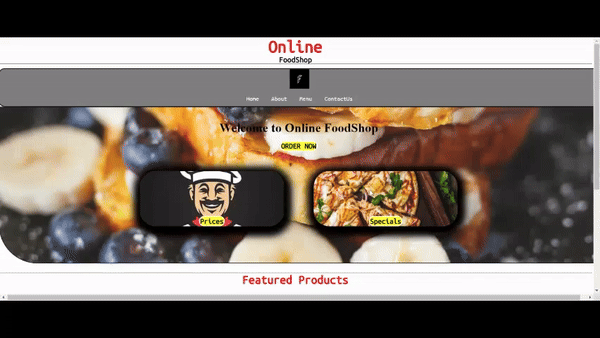 Online
FoodShop
Home About Menu ContactUs
Welcome to Online FoodShop
ORDER NOW
Prices Specials
Featured Products